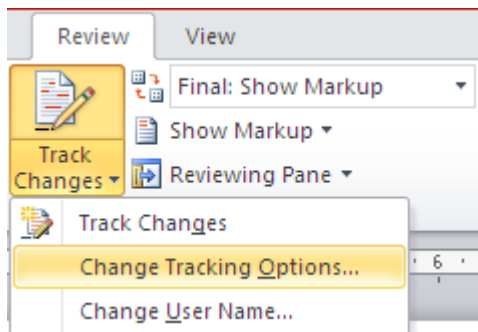 Review View
Final: Show Markup
Show Markup
Track
Changes
Reviewing Pane
Track Changes
Change Tracking Options...
6
Change User Name...